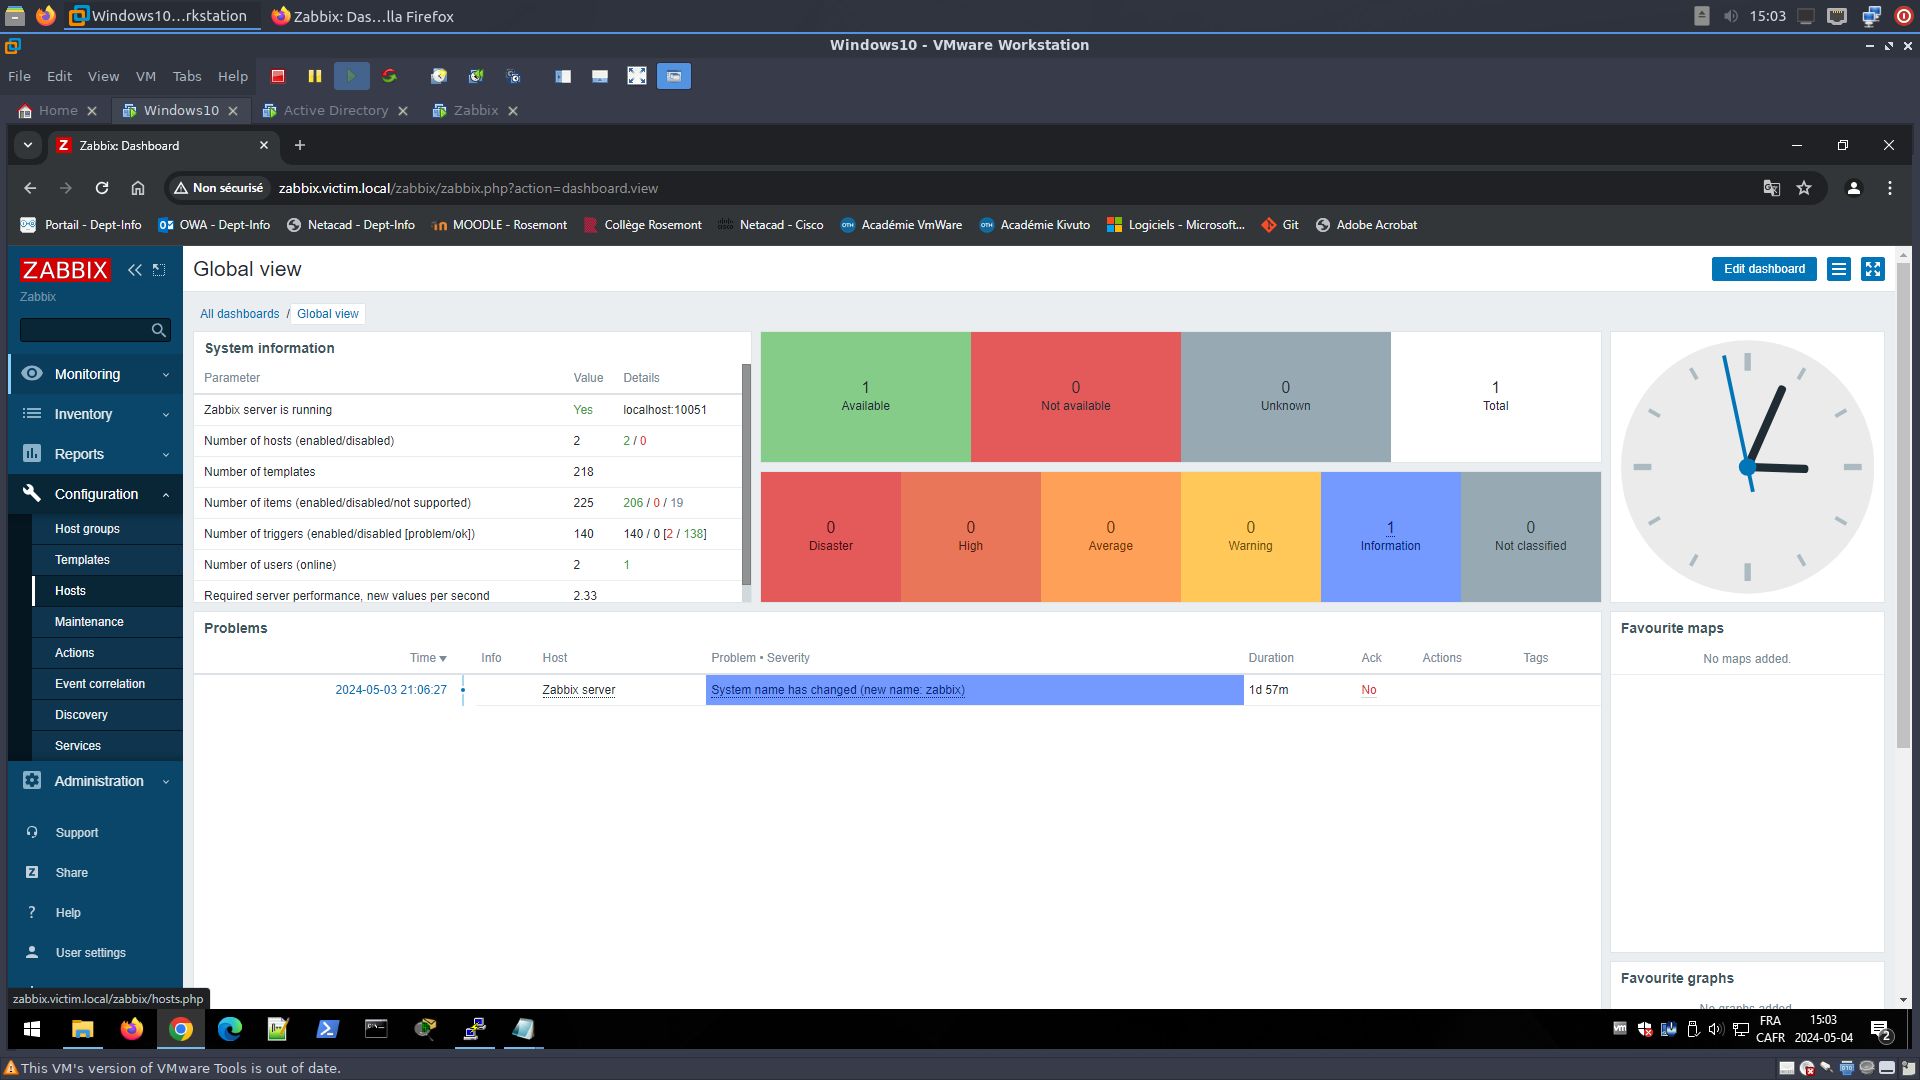 Windows10...rkstation
Zabbix: Das...lla Firefox
15:03
Windows10 - VMware Workstation
File Edit View VM Tabs Help
Home
Windows10
Active Directory
Zabbix
Zabbix: Dashboard
Non sécurisé
zabbix.victim.local/zabbix/zabbix.php?action=dashboard.view
Portail - Dept-Info
OWA - Dept-Info
Netacad - Dept-Info
MOODLE - Rosemont
Collège Rosemont
Netacad - Cisco
Académie VmWare
Académie Kivuto
Logiciels - Microsoft...
Git
Adobe Acrobat
ZABBIX
Zabbix
Monitoring
Inventory
Reports
Configuration
Host groups
Templates
Hosts
Maintenance
Actions
Event correlation
Discovery
Services
Administration
Support
Share
Help
User settings
zabbix.victim.local/zabbix/hosts.php
Global view
Edit dashboard
All dashboards / Global view
System information
Parameter Value Details
Zabbix server is running Yes localhost:10051
Number of hosts (enabled/disabled) 2 2 / 0
Number of templates 218
Number of items (enabled/disabled/not supported) 225 206 / 0 / 19
Number of triggers (enabled/disabled [problem/ok]) 140 140 / 0 [2 / 138]
Number of users (online) 2 1
Required server performance, new values per second 2.33
1 Available
0 Not available
0 Unknown
1 Total
0 Disaster
0 High
0 Average
0 Warning
1 Information
0 Not classified
Problems
Time Info Host Problem • Severity Duration Ack Actions Tags
2024-05-03 21:06:27 Zabbix server System name has changed (new name: zabbix) 1d 57m No
Favourite maps
No maps added.
Favourite graphs
No graphs added.
FRA
CAFR
15:03
2024-05-04
2
This VM's version of VMware Tools is out of date.